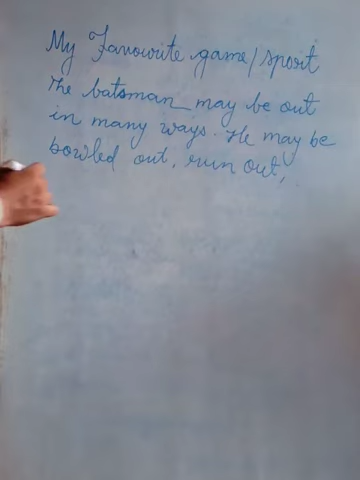 My Favourite game/sport
The batsman may be out
in many ways. He may be
bowled out, run out,